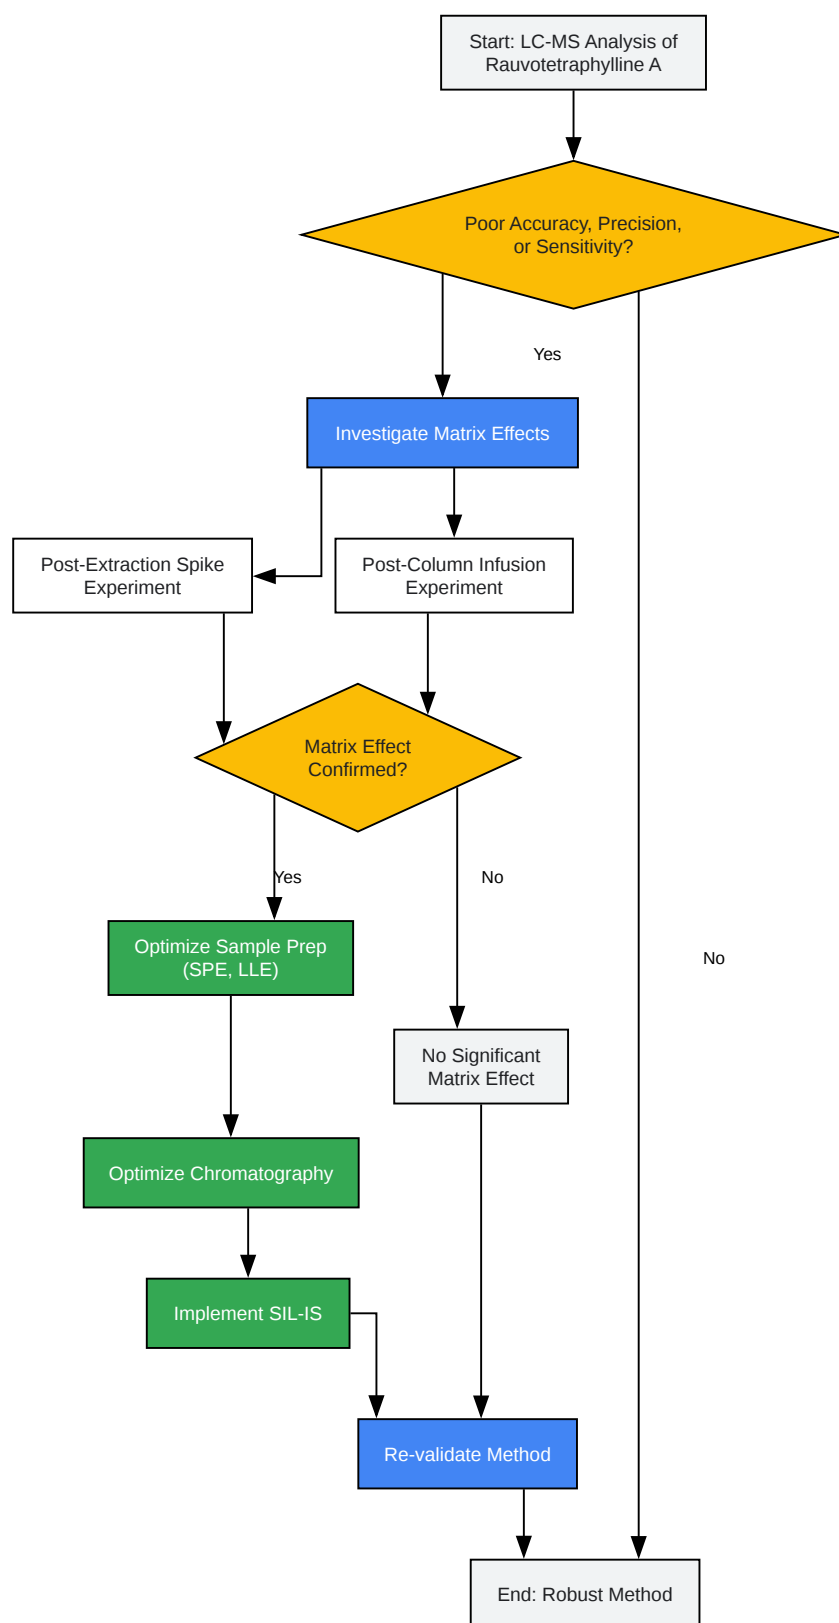 Start: LC-MS Analysis of
Rauvotetraphylline A
Poor Accuracy, Precision,
or Sensitivity?
Yes
Investigate Matrix Effects
Post-Extraction Spike
Experiment
Post-Column Infusion
Experiment
Matrix Effect
Confirmed?
Yes
No
Optimize Sample Prep
(SPE, LLE)
No
No Significant
Matrix Effect
Optimize Chromatography
Implement SIL-IS
Re-validate Method
End: Robust Method